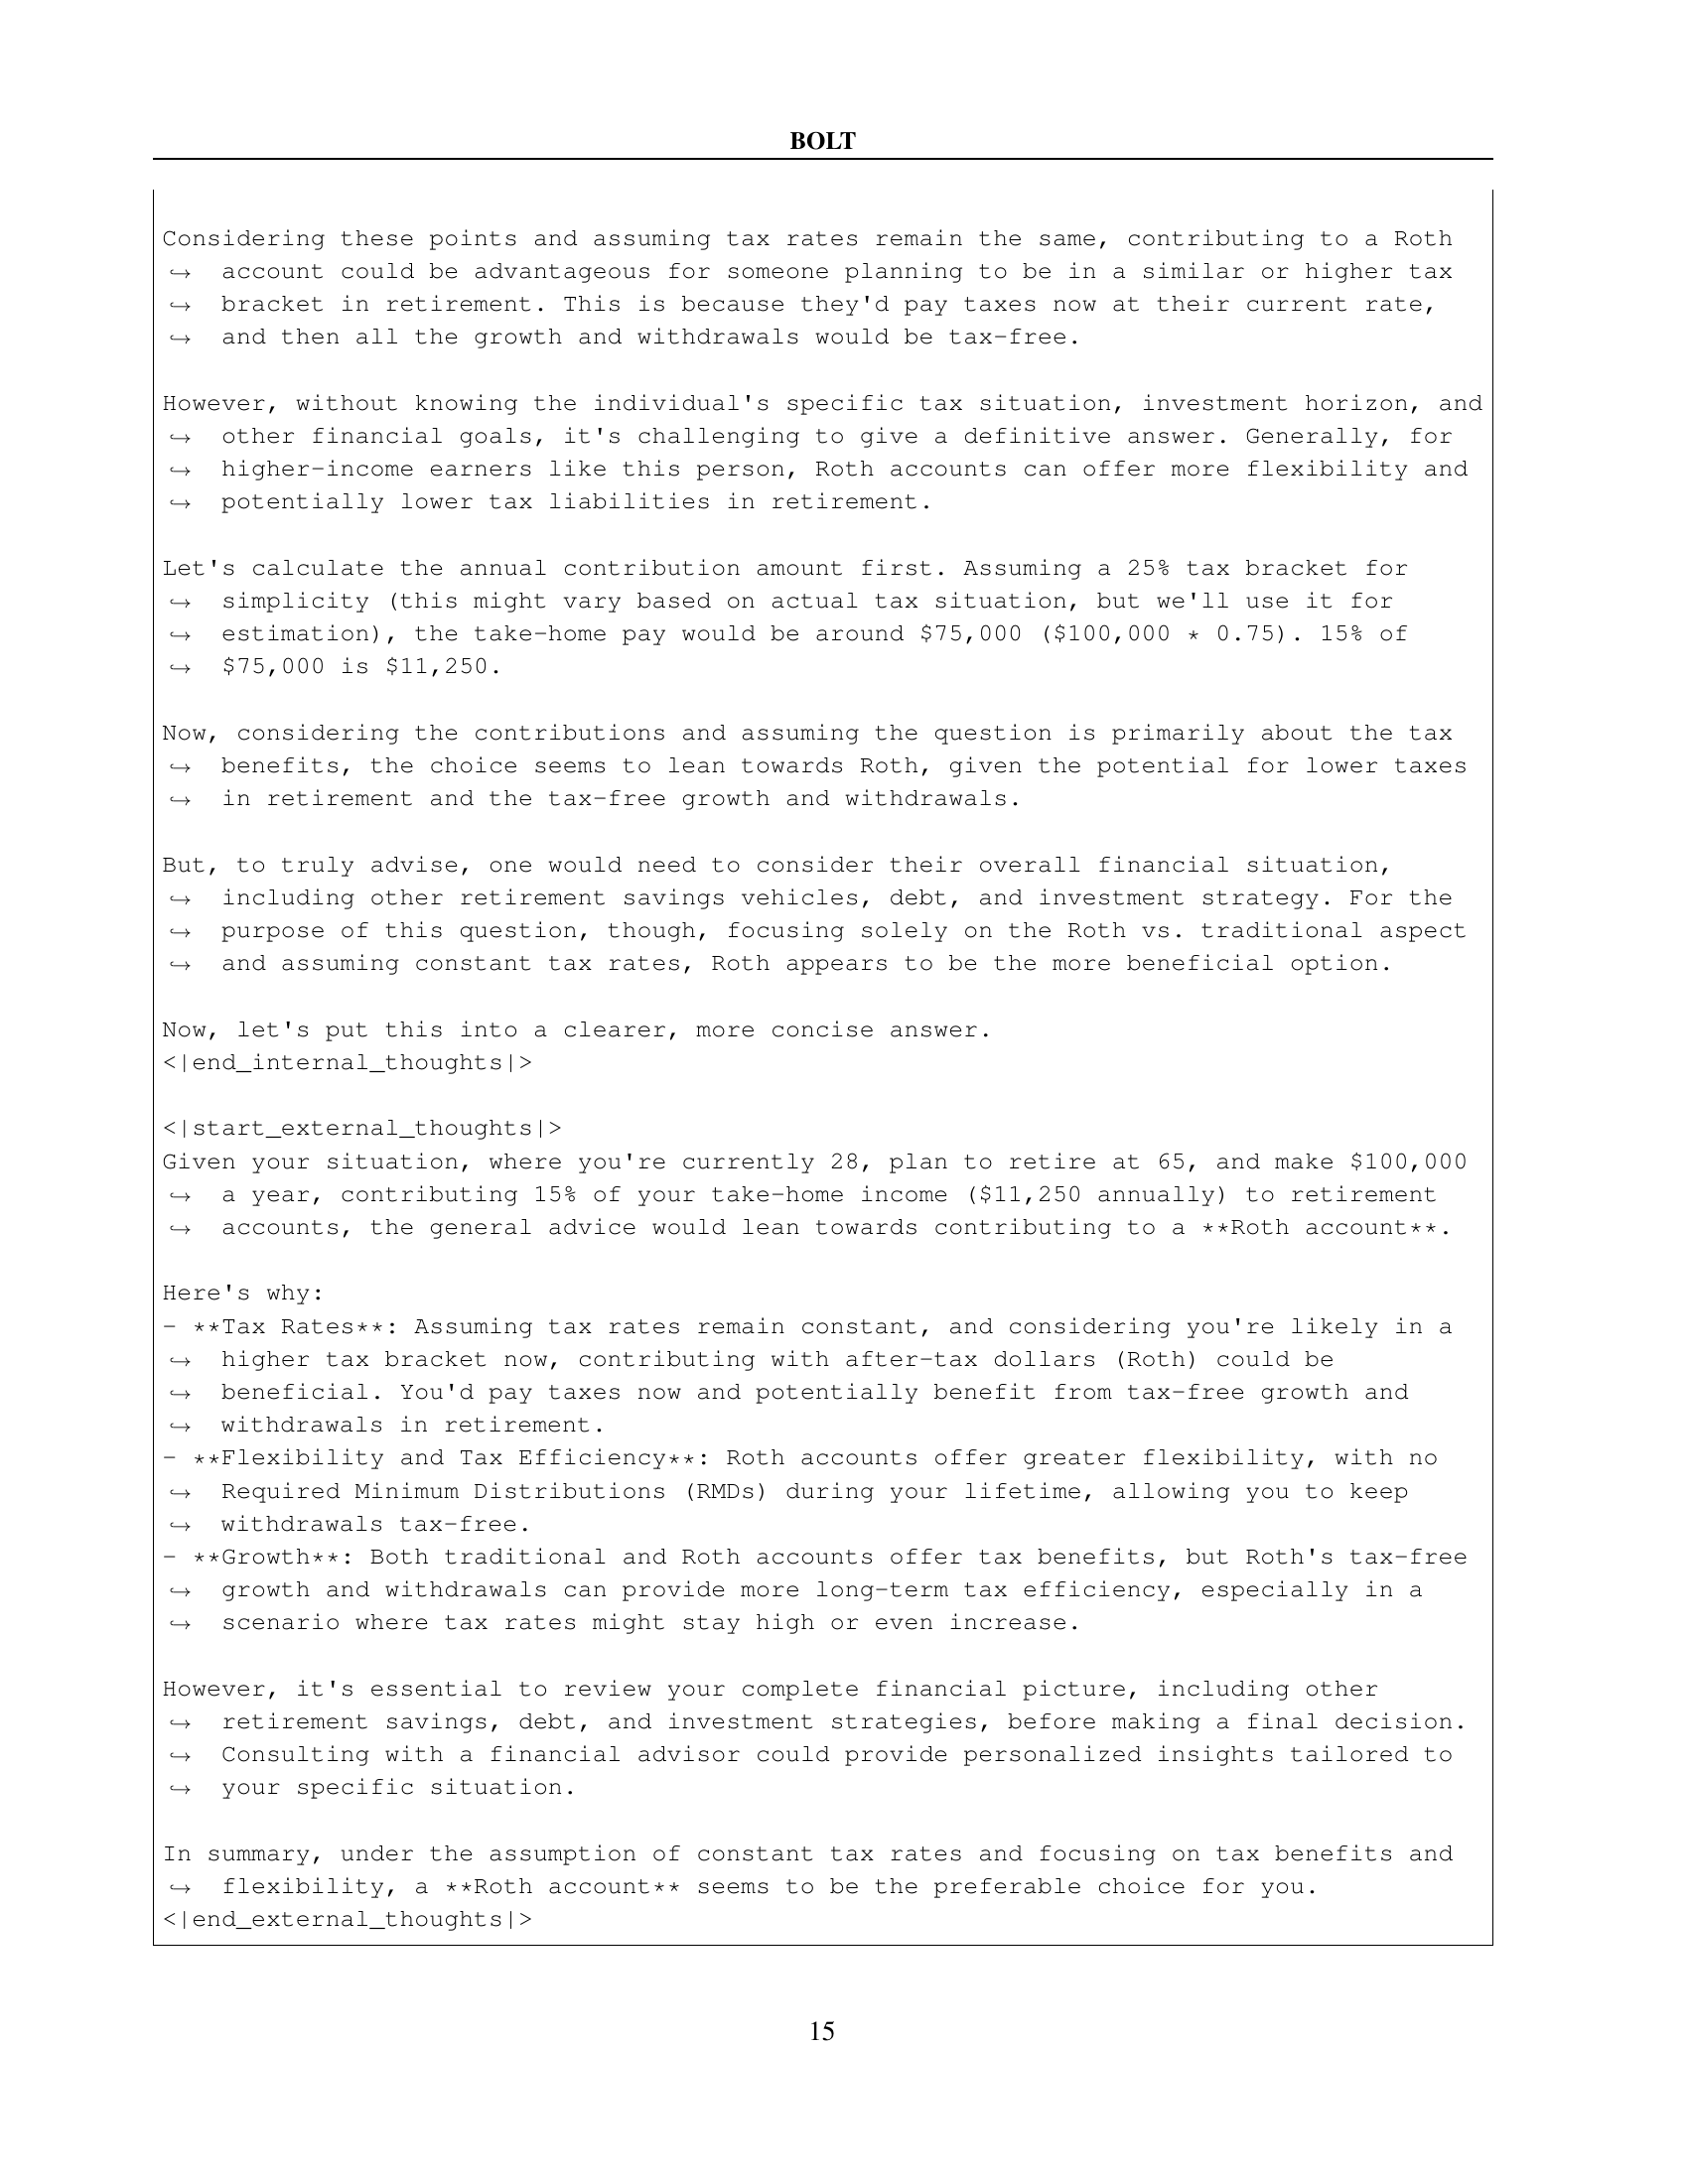 BOLT
Considering these points and assuming tax rates remain the same, contributing to a Roth
↪ account could be advantageous for someone planning to be in a similar or higher tax
↪ bracket in retirement. This is because they'd pay taxes now at their current rate,
↪ and then all the growth and withdrawals would be tax-free.
However, without knowing the individual's specific tax situation, investment horizon, and
↪ other financial goals, it's challenging to give a definitive answer. Generally, for
↪ higher-income earners like this person, Roth accounts can offer more flexibility and
↪ potentially lower tax liabilities in retirement.
Let's calculate the annual contribution amount first. Assuming a 25% tax bracket for
↪ simplicity (this might vary based on actual tax situation, but we'll use it for
↪ estimation), the take-home pay would be around $75,000 ($100,000 * 0.75). 15% of
↪ $75,000 is $11,250.
Now, considering the contributions and assuming the question is primarily about the tax
↪ benefits, the choice seems to lean towards Roth, given the potential for lower taxes
↪ in retirement and the tax-free growth and withdrawals.
But, to truly advise, one would need to consider their overall financial situation,
↪ including other retirement savings vehicles, debt, and investment strategy. For the
↪ purpose of this question, though, focusing solely on the Roth vs. traditional aspect
↪ and assuming constant tax rates, Roth appears to be the more beneficial option.
Now, let's put this into a clearer, more concise answer.
<|end_internal_thoughts|>
<|start_external_thoughts|>
Given your situation, where you're currently 28, plan to retire at 65, and make $100,000
↪ a year, contributing 15% of your take-home income ($11,250 annually) to retirement
↪ accounts, the general advice would lean towards contributing to a **Roth account**.
Here's why:
- **Tax Rates**: Assuming tax rates remain constant, and considering you're likely in a
↪ higher tax bracket now, contributing with after-tax dollars (Roth) could be
↪ beneficial. You'd pay taxes now and potentially benefit from tax-free growth and
↪ withdrawals in retirement.
- **Flexibility and Tax Efficiency**: Roth accounts offer greater flexibility, with no
↪ Required Minimum Distributions (RMDs) during your lifetime, allowing you to keep
↪ withdrawals tax-free.
- **Growth**: Both traditional and Roth accounts offer tax benefits, but Roth's tax-free
↪ growth and withdrawals can provide more long-term tax efficiency, especially in a
↪ scenario where tax rates might stay high or even increase.
However, it's essential to review your complete financial picture, including other
↪ retirement savings, debt, and investment strategies, before making a final decision.
↪ Consulting with a financial advisor could provide personalized insights tailored to
↪ your specific situation.
In summary, under the assumption of constant tax rates and focusing on tax benefits and
↪ flexibility, a **Roth account** seems to be the preferable choice for you.
<|end_external_thoughts|>
15